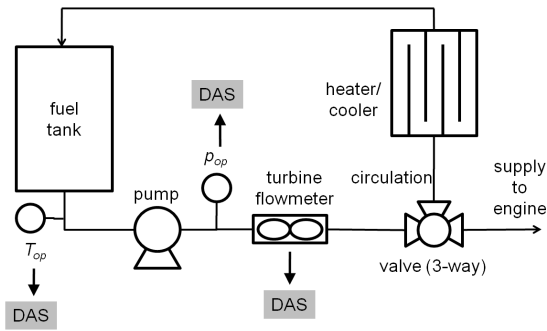 fuel
tank
heater/
cooler
DAS
p_op
pump
turbine
flowmeter
circulation
supply
to
engine
T_op
valve (3-way)
DAS
DAS